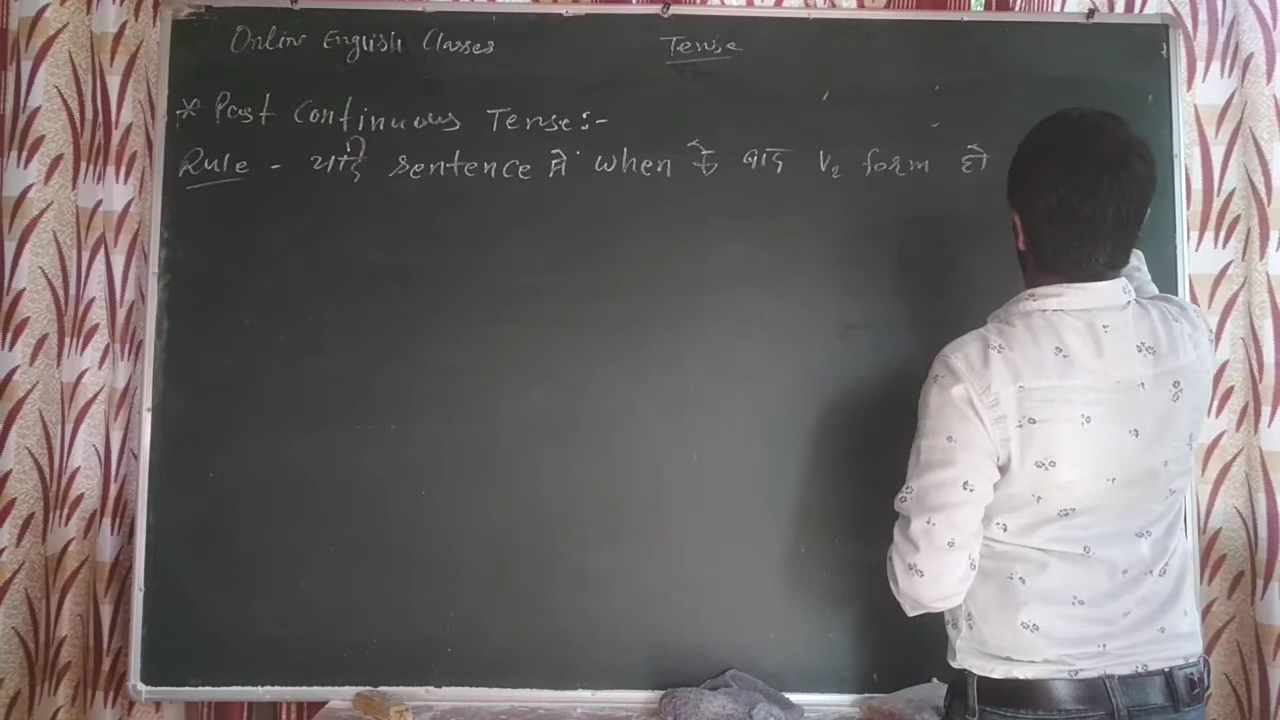 Online English Classes Tense
* Past Continuous Tense:-
Rule - यदि sentence में when के बाद V₂ form हो